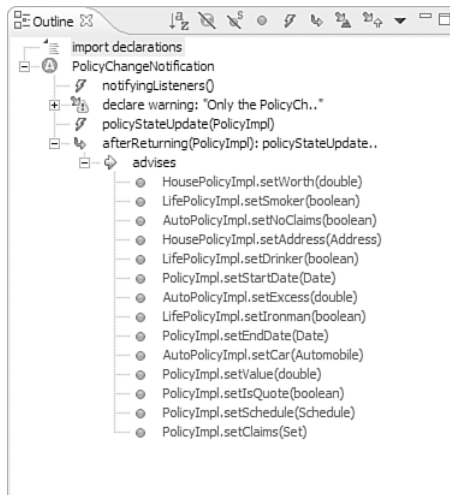 Outline
import declarations
A PolicyChangeNotification
notifyingListeners()
declare warning: "Only the PolicyCh.."
policyStateUpdate(PolicyImpl)
afterReturning(PolicyImpl): policyStateUpdate..
advises
HousePolicyImpl.setWorth(double)
LifePolicyImpl.setSmoker(boolean)
AutoPolicyImpl.setNoClaims(boolean)
HousePolicyImpl.setAddress(Address)
LifePolicyImpl.setDrinker(boolean)
PolicyImpl.setStartDate(Date)
AutoPolicyImpl.setExcess(double)
LifePolicyImpl.setIronman(boolean)
PolicyImpl.setEndDate(Date)
AutoPolicyImpl.setCar(Automobile)
PolicyImpl.setValue(double)
PolicyImpl.setIsQuote(boolean)
PolicyImpl.setSchedule(Schedule)
PolicyImpl.setClaims(Set)